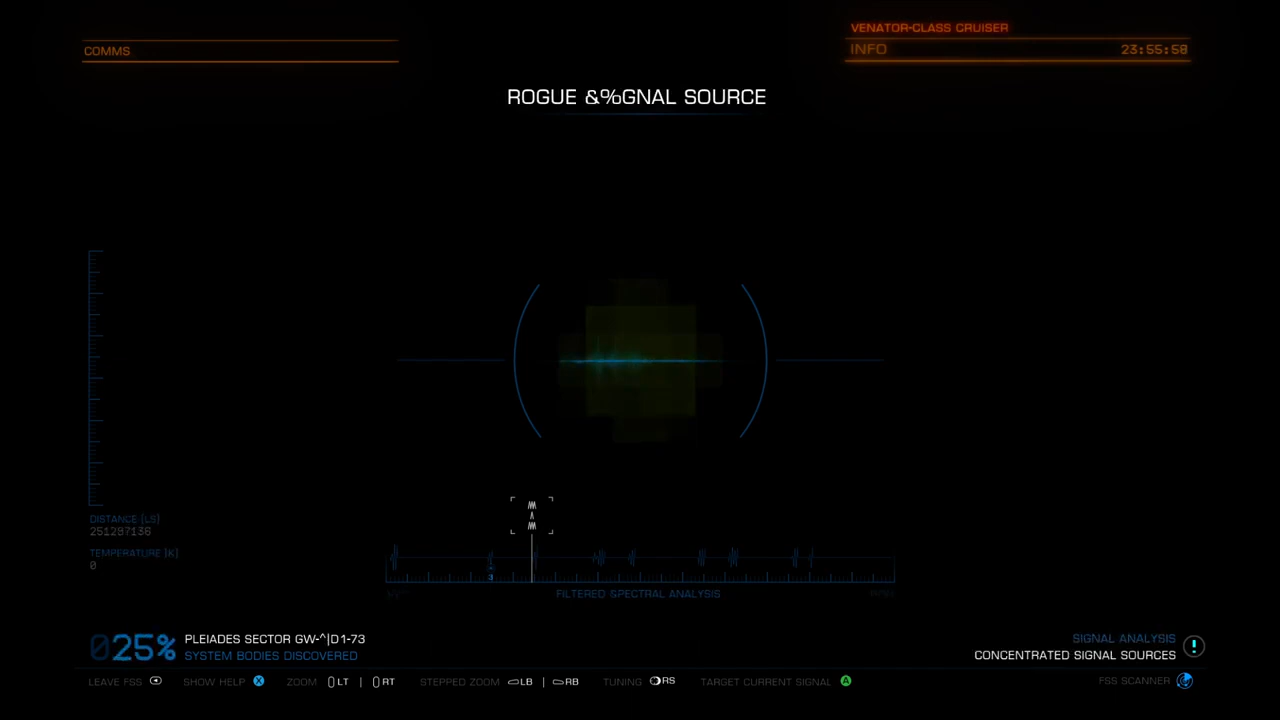 VENATOR-CLASS CRUISER
COMMS
INFO 23:55:58
ROGUE &%GNAL SOURCE
DISTANCE (LS)
251287136
TEMPERATURE (K)
0
FILTERED &PECTRAL ANALYSIS
025% PLEIADES SECTOR GW-^|D1-73
SYSTEM BODIES DISCOVERED
SIGNAL ANALYSIS
CONCENTRATED SIGNAL SOURCES
LEAVE FSS SHOW HELP X ZOOM LT | RT STEPPED ZOOM LB | RB TUNING RS TARGET CURRENT SIGNAL A FSS SCANNER